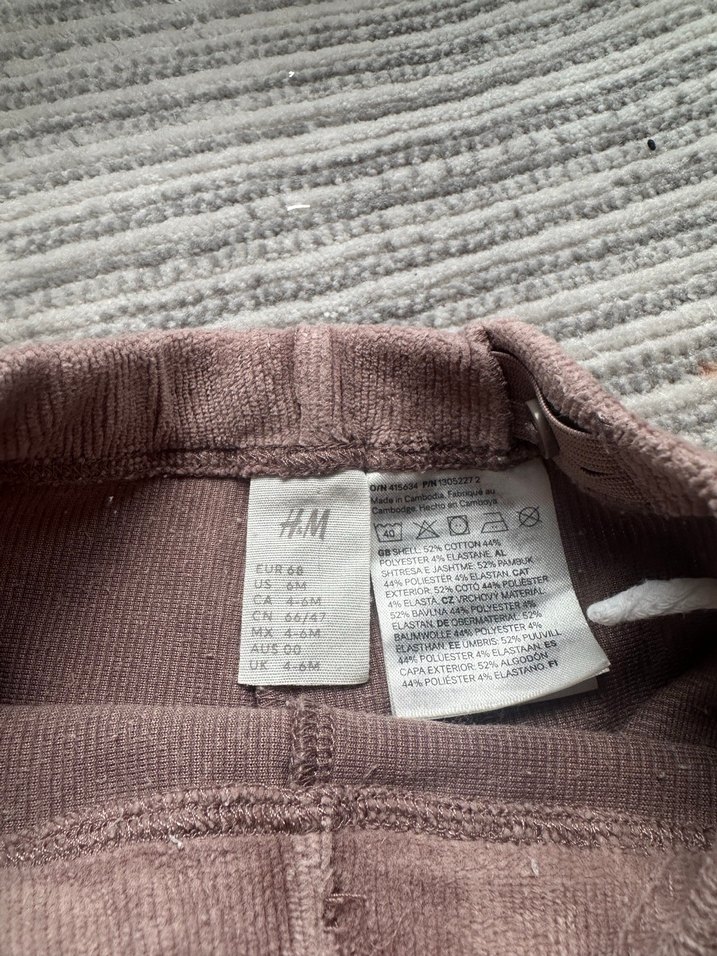 H&M
EUR 68
US 6M
CA 4-6M
CN 66/47
MX 4-6M
AUS 00
UK 4-6M
O/N 415634 P/N 1305227 2
Made in Cambodia. Fabriqué au
Cambodge. Hecho en Camboya
40
GB SHELL: 52% COTTON 44%
POLYESTER 4% ELASTANE. AL
SHTRESA E JASHTME: 52% PAMBUK
44% POLIESTËR 4% ELASTAN. CAT
EXTERIOR: 52% COTÓ 44% POLIÈSTER
4% ELASTÀ. CZ VRCHOVÝ MATERIÁL:
52% BAVLNA 44% POLYESTER 4%
ELASTAN. DE OBERMATERIAL: 52%
BAUMWOLLE 44% POLYESTER 4%
ELASTHAN. EE ÜMBRIS: 52% PUUVILL
44% POLÜESTER 4% ELASTAAN. ES
CAPA EXTERIOR: 52% ALGODÓN,
44% POLIÉSTER 4% ELASTANO. FI